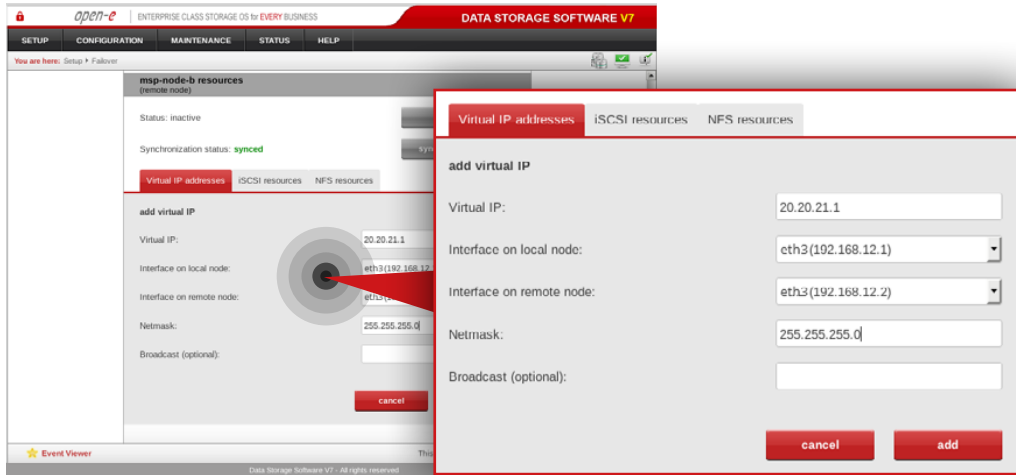 open-e ENTERPRISE CLASS STORAGE OS for EVERY BUSINESS DATA STORAGE SOFTWARE V7
SETUP CONFIGURATION MAINTENANCE STATUS HELP
You are here: Setup Failover
msp-node-b resources
(remote node)
Status: inactive
Synchronization status: synced
Virtual IP addresses iSCSI resources NFS resources
add virtual IP
Virtual IP: 20.20.21.1
Interface on local node: eth3(192.168.12
Interface on remote node:
Netmask: 255.255.255.0
Broadcast (optional):
cancel
Event Viewer This
Data Storage Software V7 - All rights reserved
Virtual IP addresses iSCSI resources NFS resources
add virtual IP
Virtual IP: 20.20.21.1
Interface on local node: eth3(192.168.12.1)
Interface on remote node: eth3(192.168.12.2)
Netmask: 255.255.255.0
Broadcast (optional):
cancel add